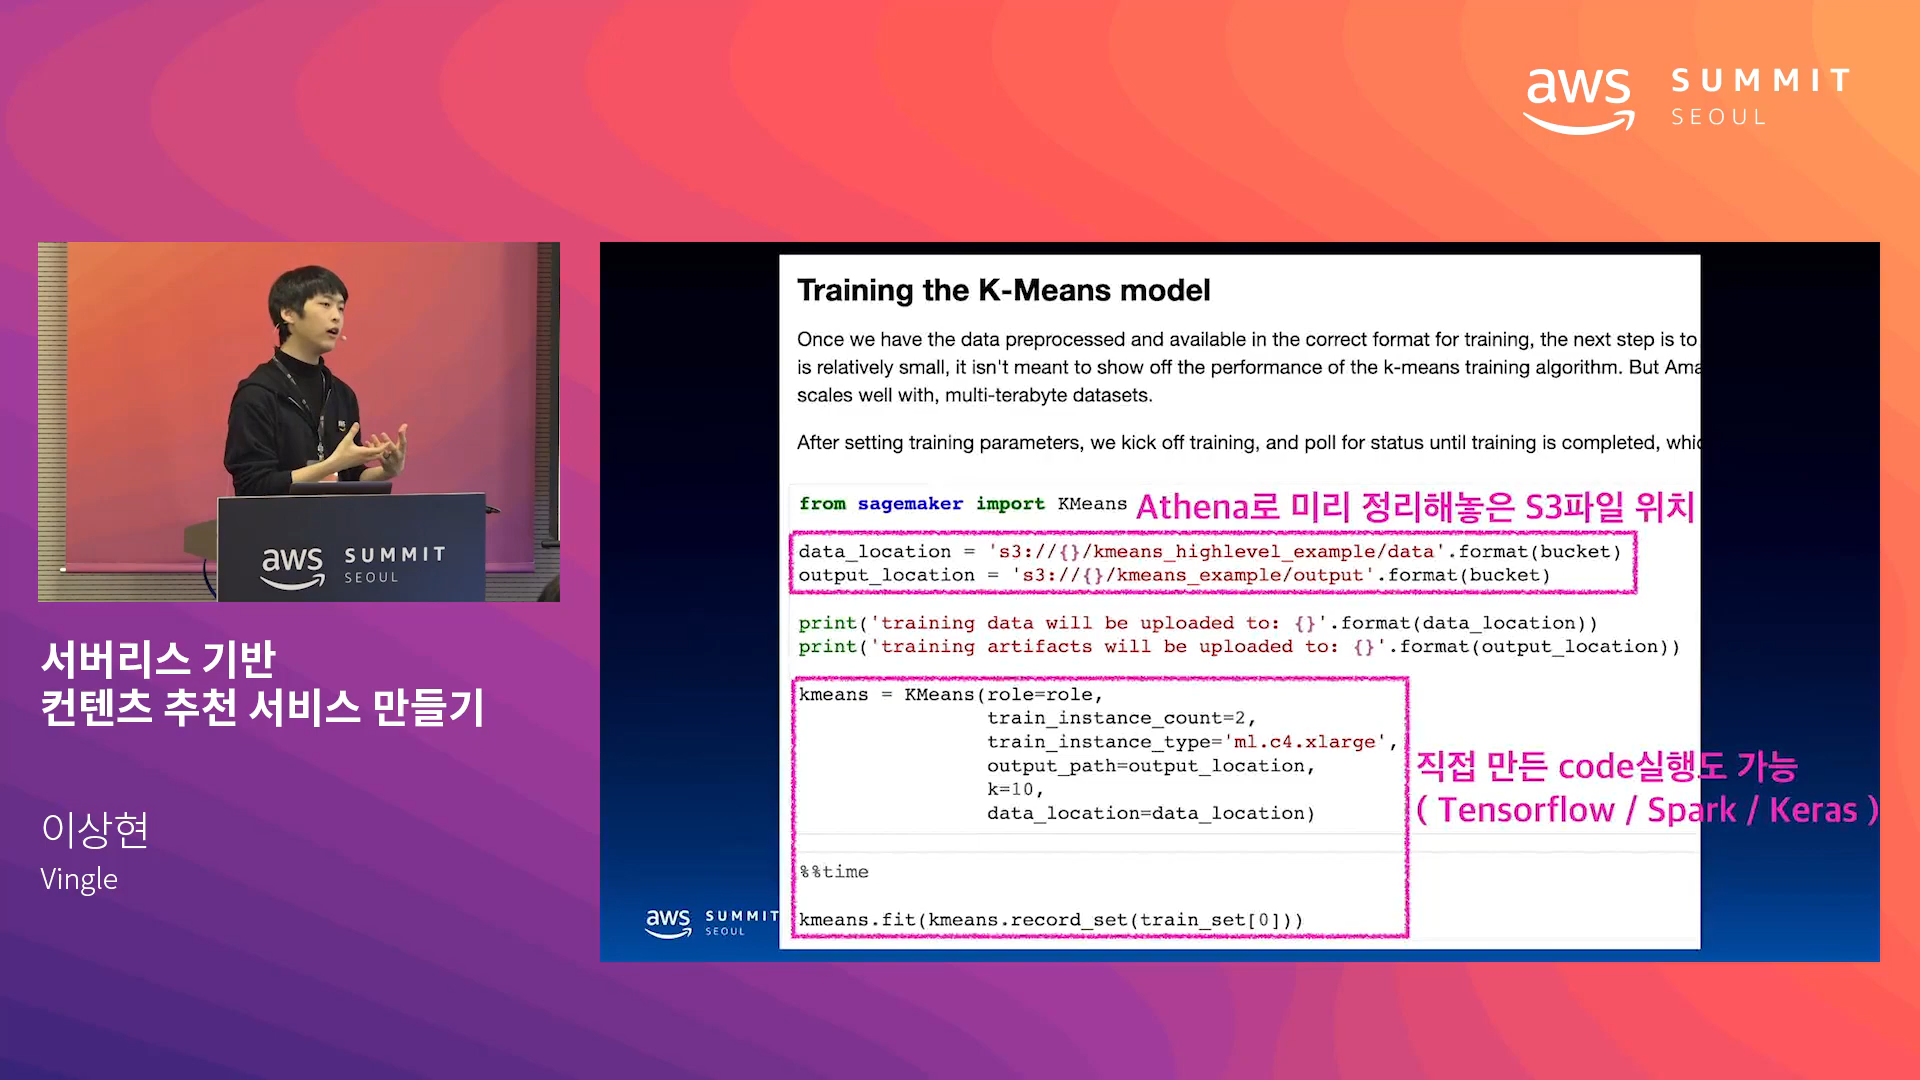 aws SUMMIT
SEOUL
aws SUMMIT
SEOUL
서버리스 기반
컨텐츠 추천 서비스 만들기
이상현
Vingle
Training the K-Means model
Once we have the data preprocessed and available in the correct format for training, the next step is to
is relatively small, it isn't meant to show off the performance of the k-means training algorithm. But Ama
scales well with, multi-terabyte datasets.
After setting training parameters, we kick off training, and poll for status until training is completed, whic
from sagemaker import KMeans Athena로 미리 정리해놓은 S3파일 위치
data_location = 's3://{}/kmeans_highlevel_example/data'.format(bucket)
output_location = 's3://{}/kmeans_example/output'.format(bucket)
print('training data will be uploaded to: {}'.format(data_location))
print('training artifacts will be uploaded to: {}'.format(output_location))
kmeans = KMeans(role=role,
train_instance_count=2,
train_instance_type='ml.c4.xlarge',
output_path=output_location,
k=10,
data_location=data_location)
직접 만든 code실행도 가능
( Tensorflow / Spark / Keras )
%%time
kmeans.fit(kmeans.record_set(train_set[0]))
aws SUMMIT
SEOUL